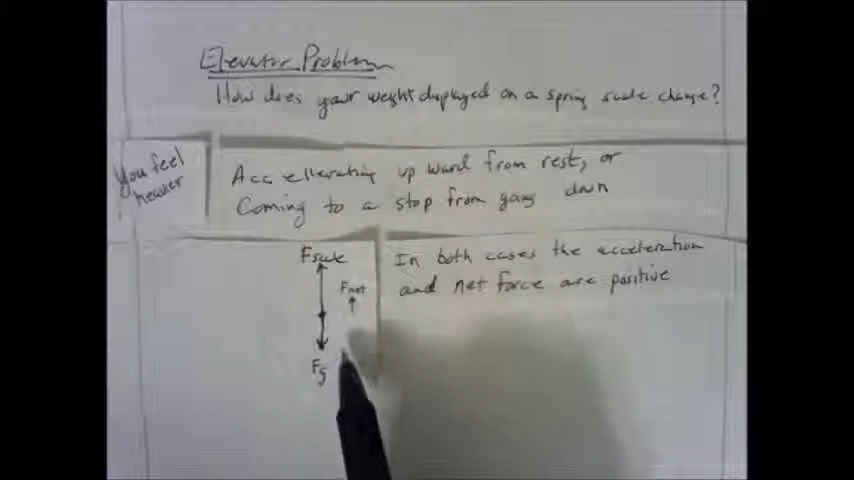 Elevator Problem
How does your weight displayed on a spring scale change?
You feel
heavier
Accellerating up ward from rest, or
Coming to a stop from going down
Fscale
Fnet
Fg
In both cases the acceleration
and net force are positive